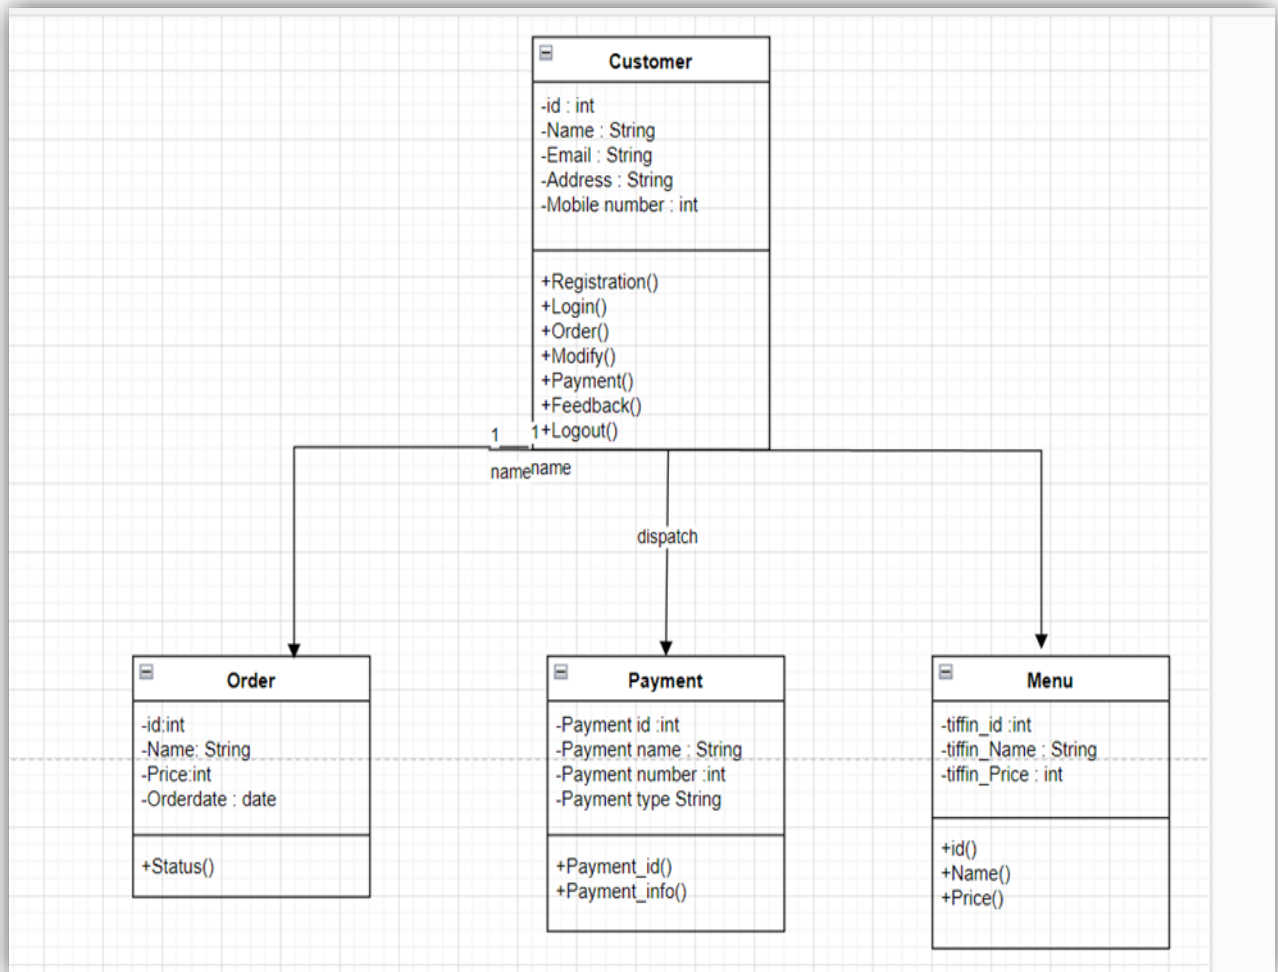 Customer
-id : int
-Name : String
-Email : String
-Address : String
-Mobile number : int
+Registration()
+Login()
+Order()
+Modify()
+Payment()
+Feedback()
+Logout()
1
1
name
name
dispatch
Order
-id:int
-Name: String
-Price:int
-Orderdate : date
+Status()
Payment
-Payment id :int
-Payment name : String
-Payment number :int
-Payment type String
+Payment_id()
+Payment_info()
Menu
-tiffin_id :int
-tiffin_Name : String
-tiffin_Price : int
+id()
+Name()
+Price()